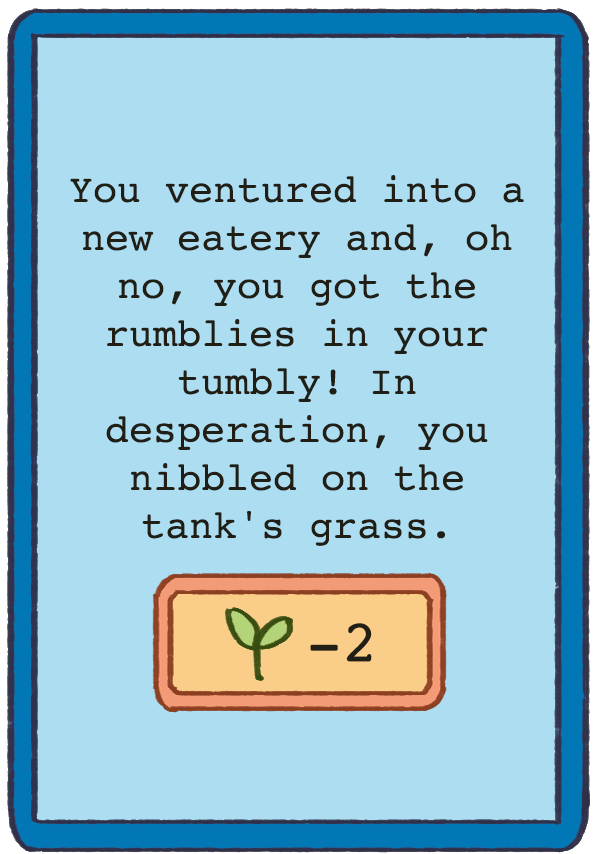 You ventured into a
new eatery and, oh
no, you got the
rumblies in your
tumbly! In
desperation, you
nibbled on the
tank's grass.
-2